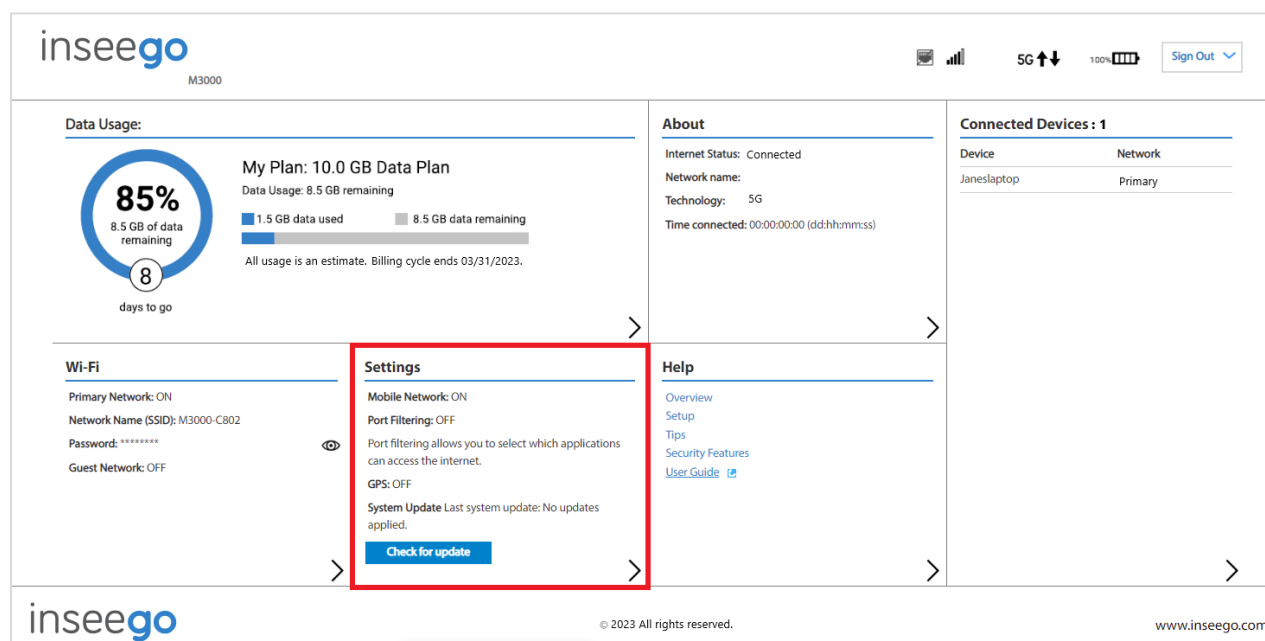 inseego
M3000
5G
100%
Sign Out
Data Usage:
85%
8.5 GB of data
remaining
8
days to go
My Plan: 10.0 GB Data Plan
Data Usage: 8.5 GB remaining
1.5 GB data used
8.5 GB data remaining
All usage is an estimate. Billing cycle ends 03/31/2023.
About
Internet Status: Connected
Network name:
Technology: 5G
Time connected: 00:00:00:00 (dd:hh:mm:ss)
Connected Devices : 1
Device Network
Janeslaptop Primary
Wi-Fi
Primary Network: ON
Network Name (SSID): M3000-C802
Password: ********
Guest Network: OFF
Settings
Mobile Network: ON
Port Filtering: OFF
Port filtering allows you to select which applications
can access the internet.
GPS: OFF
System Update Last system update: No updates
applied.
Check for update
Help
Overview
Setup
Tips
Security Features
User Guide
inseego
© 2023 All rights reserved.
www.inseego.com